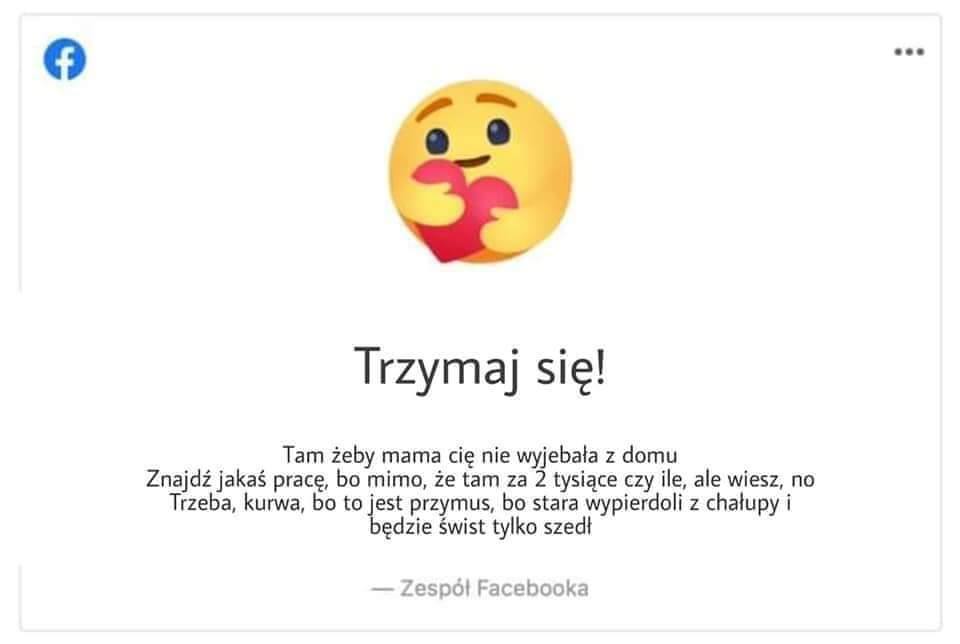 Trzymaj się!
Tam żeby mama cię nie wyjebała z domu
Znajdź jakaś pracę, bo mimo, że tam za 2 tysiące czy ile, ale wiesz, no
Trzeba, kurwa, bo to jest przymus, bo stara wypierdoli z chałupy i
będzie świst tylko szedł
— Zespół Facebooka